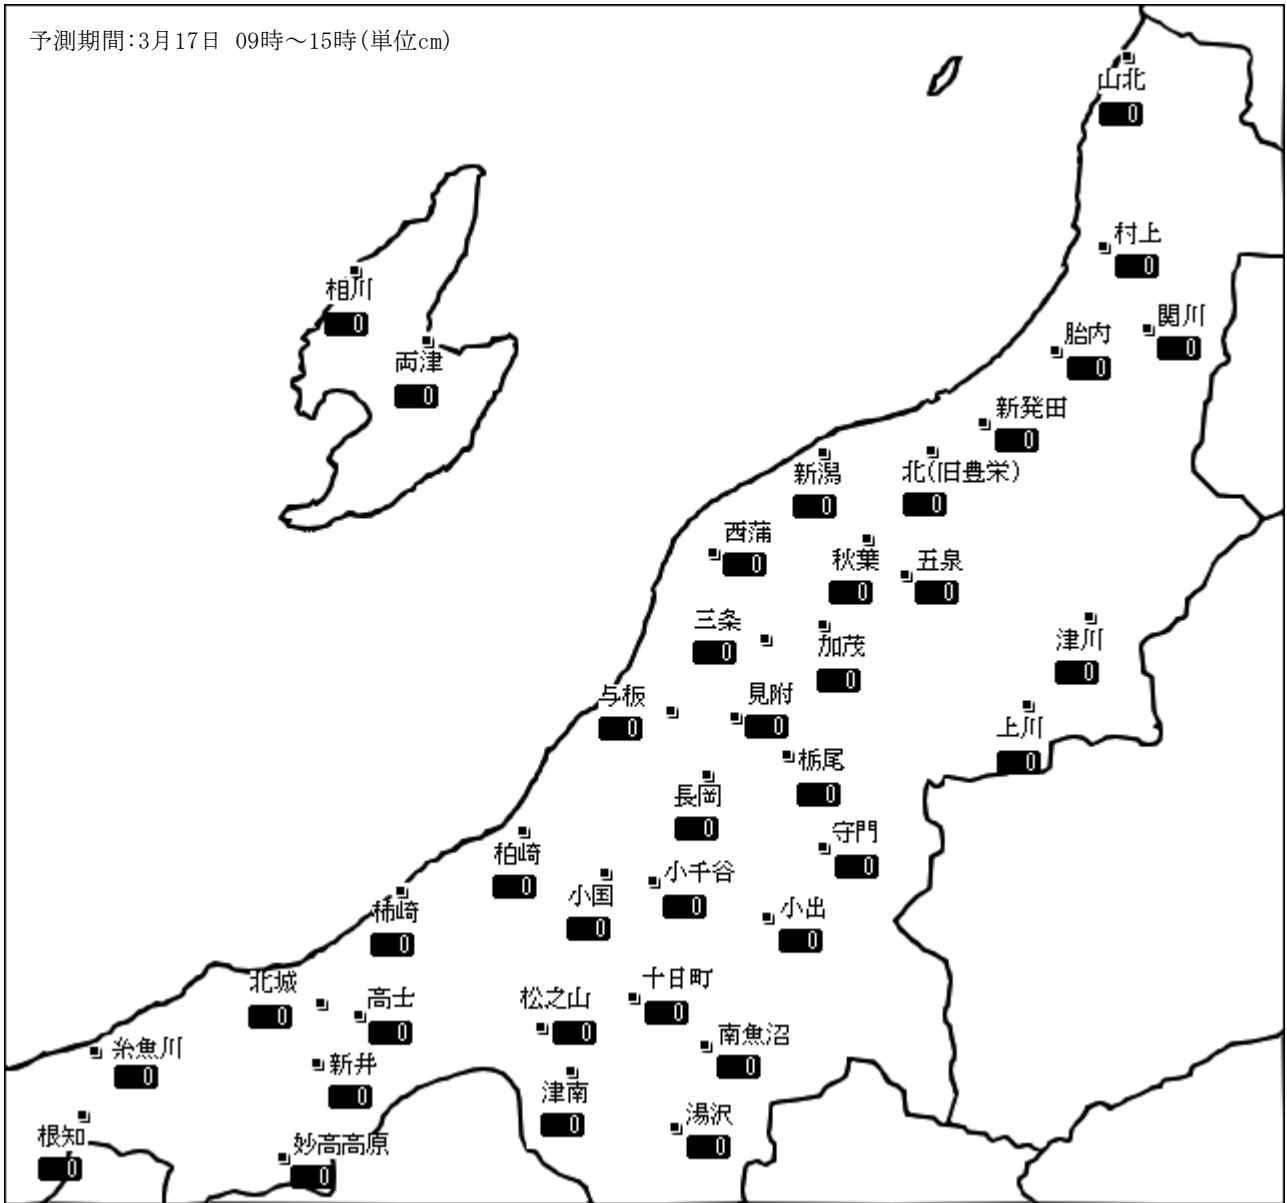 予測期間:3月17日 09時～15時(単位cm)
山北
0
村上
0
相川
0
関川
0
胎内
0
両津
0
新発田
0
新潟
0
北(旧豊栄)
0
西蒲
0
秋葉
0
五泉
0
三条
0
加茂
0
津川
0
与板
0
見附
0
上川
0
栃尾
0
長岡
0
守門
0
柏崎
0
小千谷
0
小国
0
小出
0
柿崎
0
北城
0
高士
0
松之山
0
十日町
0
南魚沼
0
糸魚川
0
新井
0
津南
0
湯沢
0
根知
0
妙高高原
0